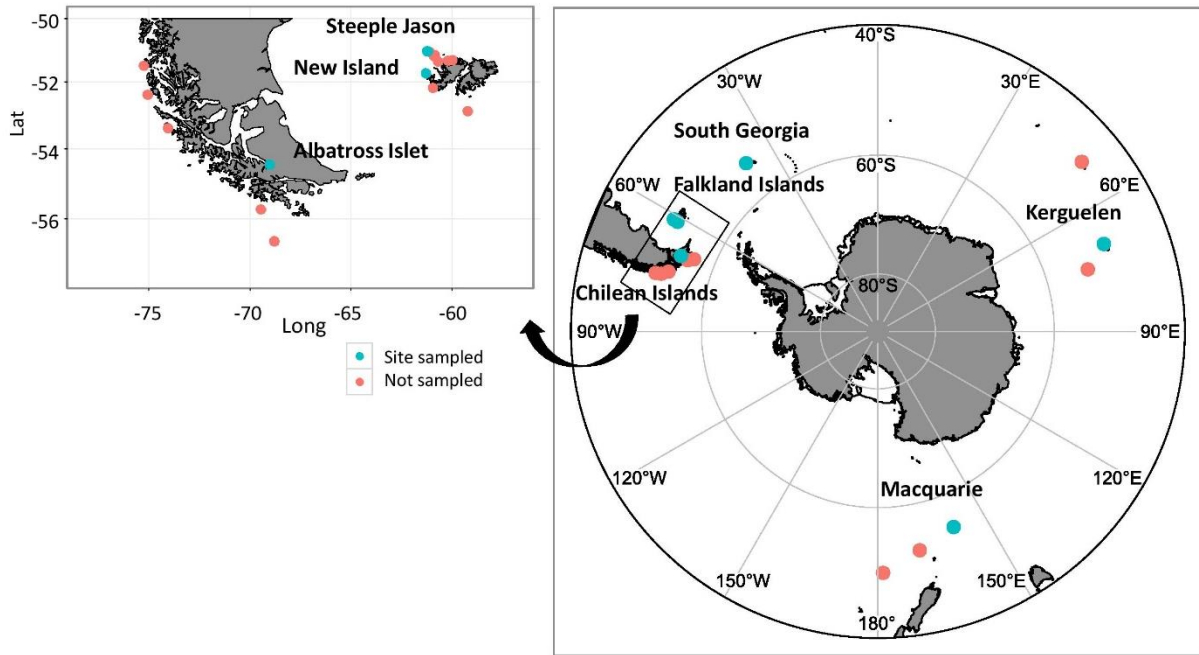 -50
Steeple Jason
-52
New Island
Lat
-54
Albatross Islet
-56
-75
-70
-65
-60
Long
Site sampled
Not sampled
40°S
30°W
30°E
South Georgia
60°S
60°W
Falkland Islands
60°E
Kerguelen
80°S
Chilean Islands
90°W
90°E
120°W
120°E
Macquarie
150°W
150°E
180°